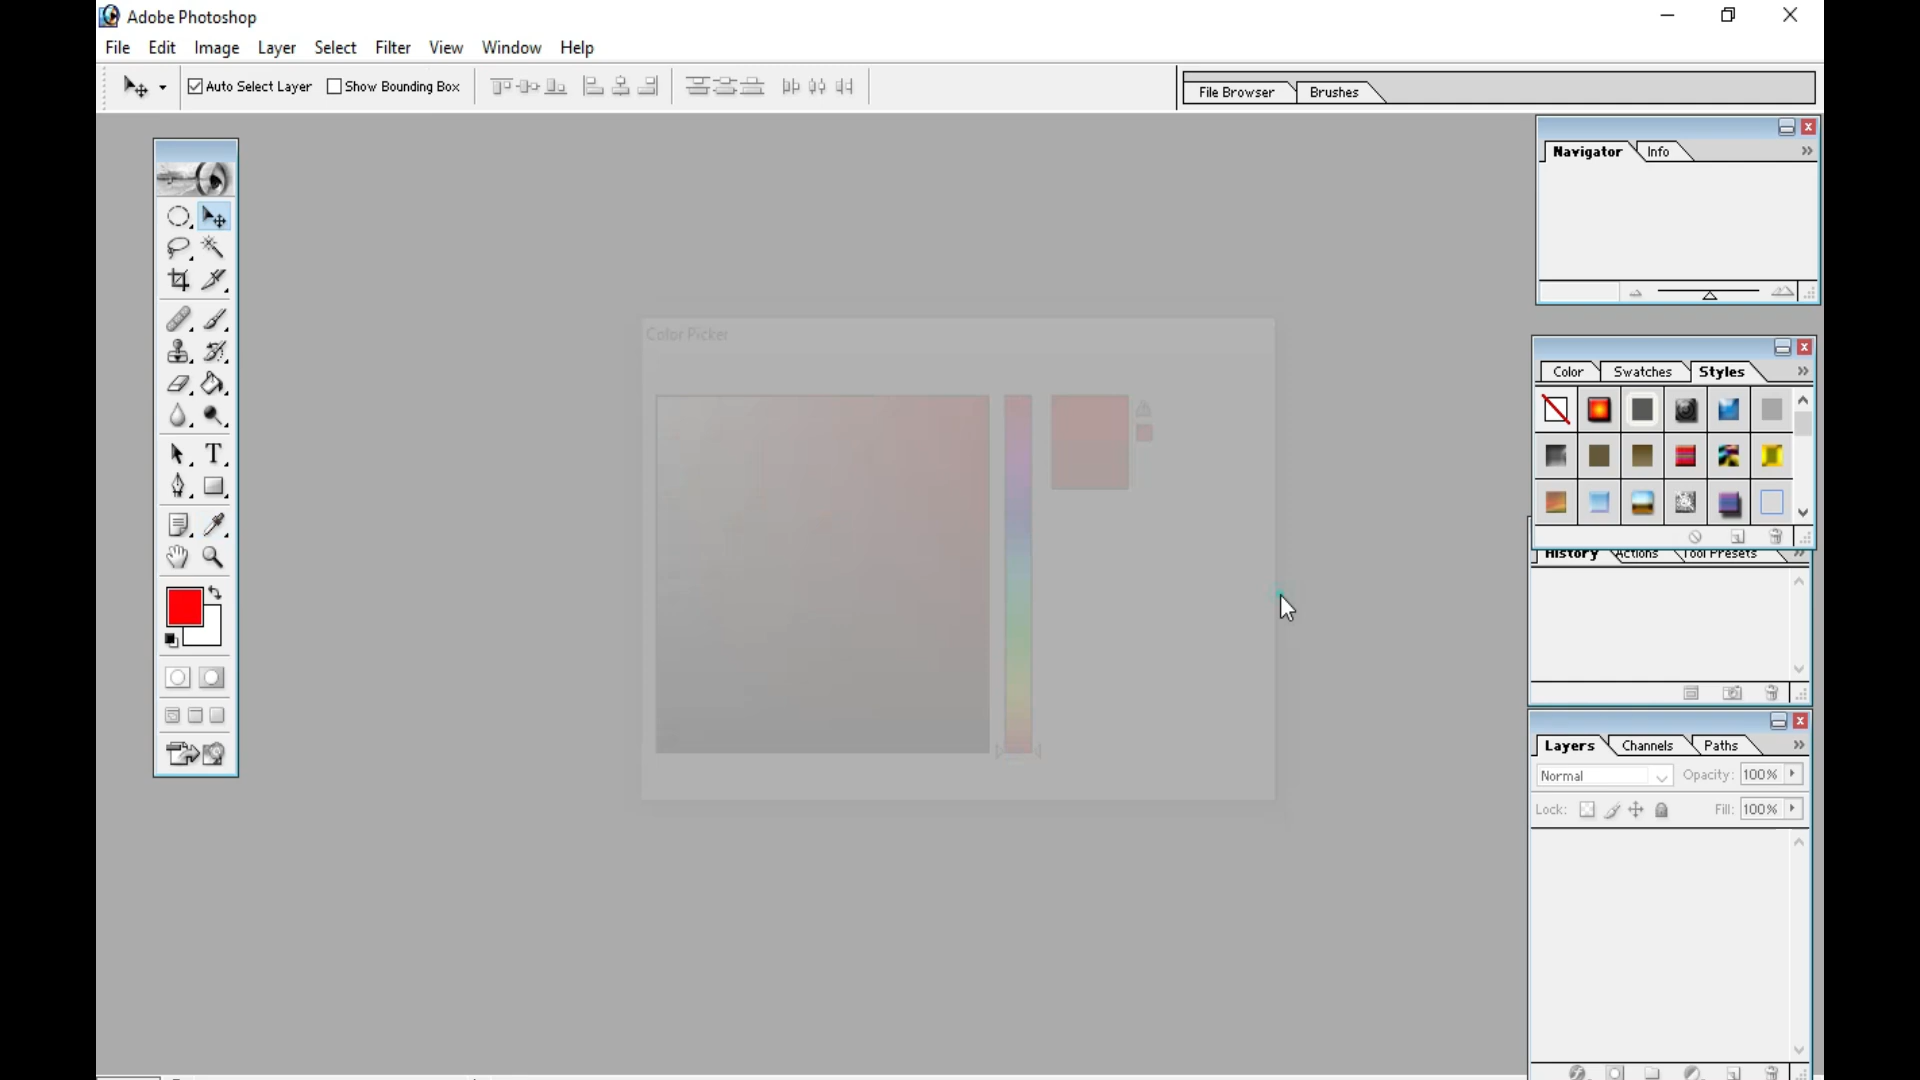 Adobe Photoshop
File Edit Image Layer Select Filter View Window Help
Auto Select Layer Show Bounding Box File Browser Brushes
Navigator Info
Color Picker
Color Swatches Styles
T
History Actions Tool Presets
Layers Channels Paths
Normal Opacity: 100%
Lock: Fill: 100%